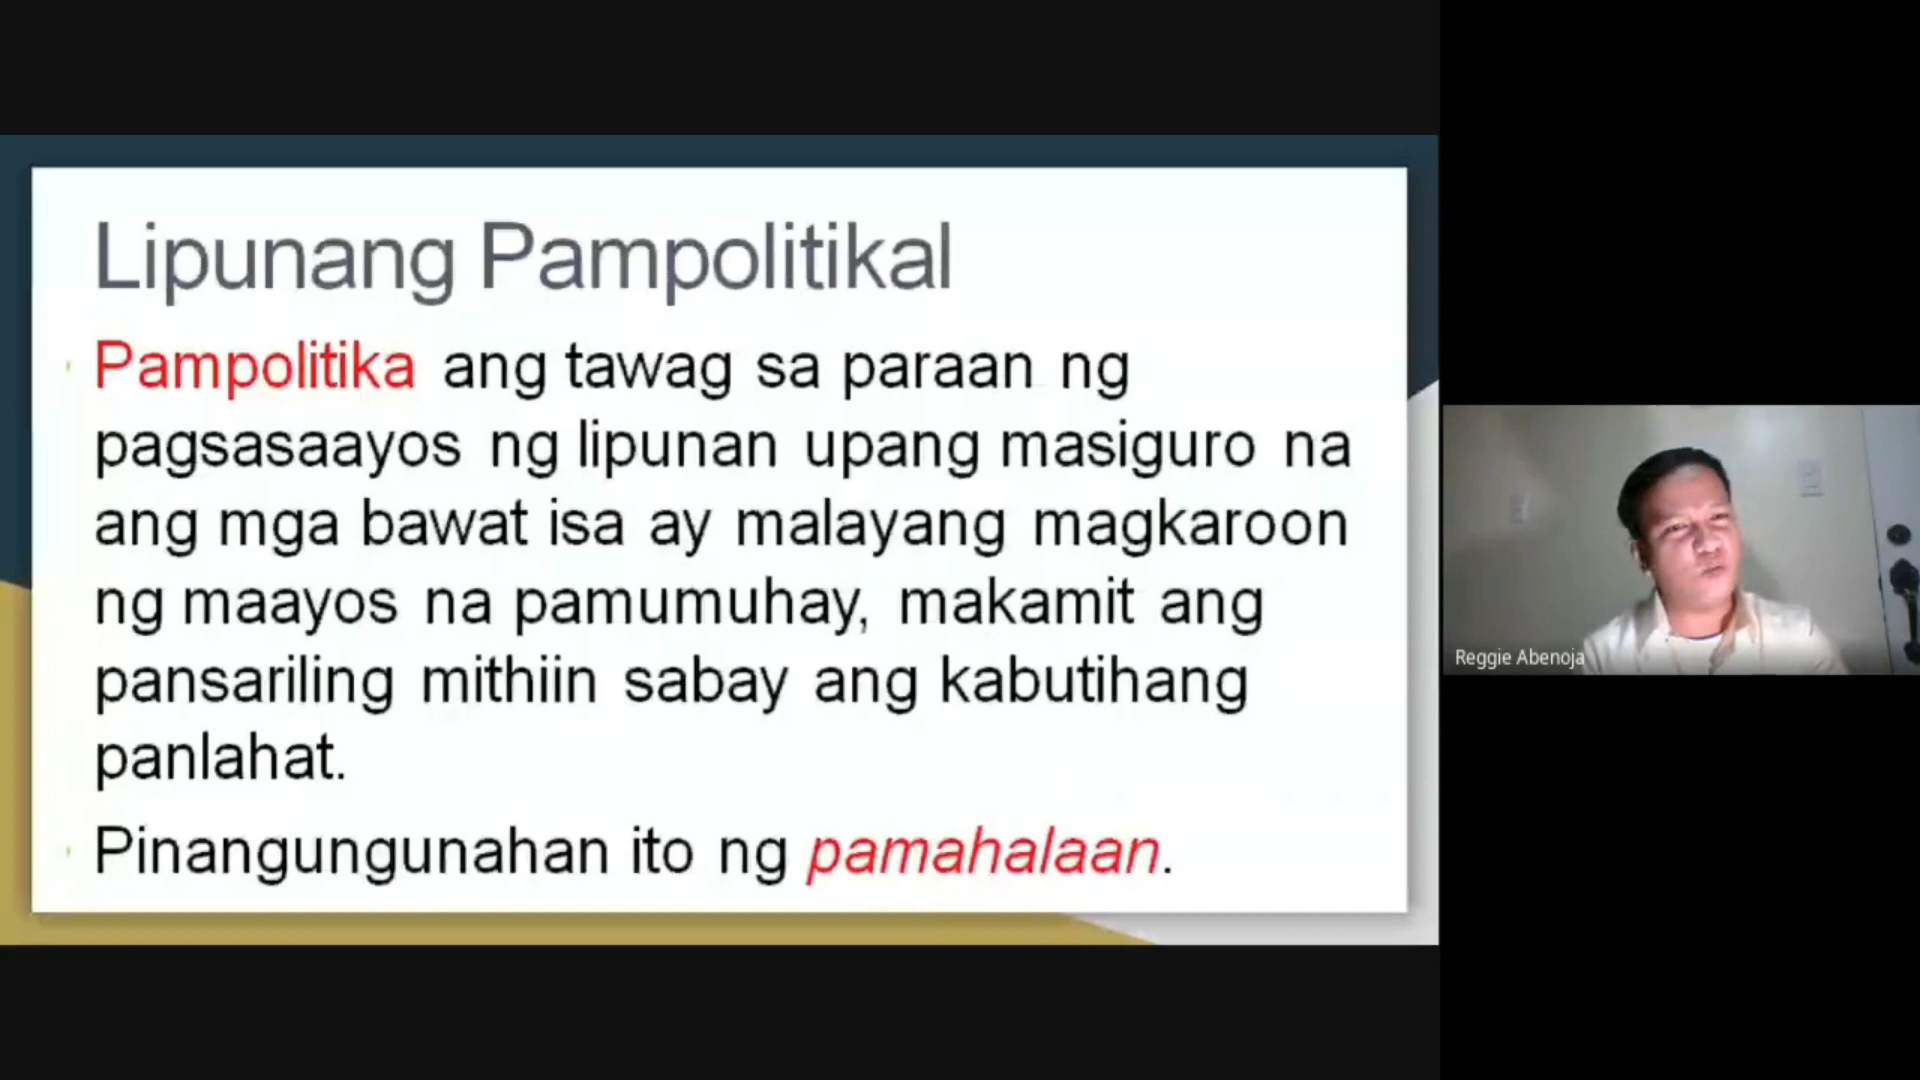 Lipunang Pampolitikal
Pampolitika ang tawag sa paraan ng
pagsasaayos ng lipunan upang masiguro na
ang mga bawat isa ay malayang magkaroon
ng maayos na pamumuhay, makamit ang
pansariling mithiin sabay ang kabutihang
panlahat.
Pinangungunahan ito ng pamahalaan.
Reggie Abenoja